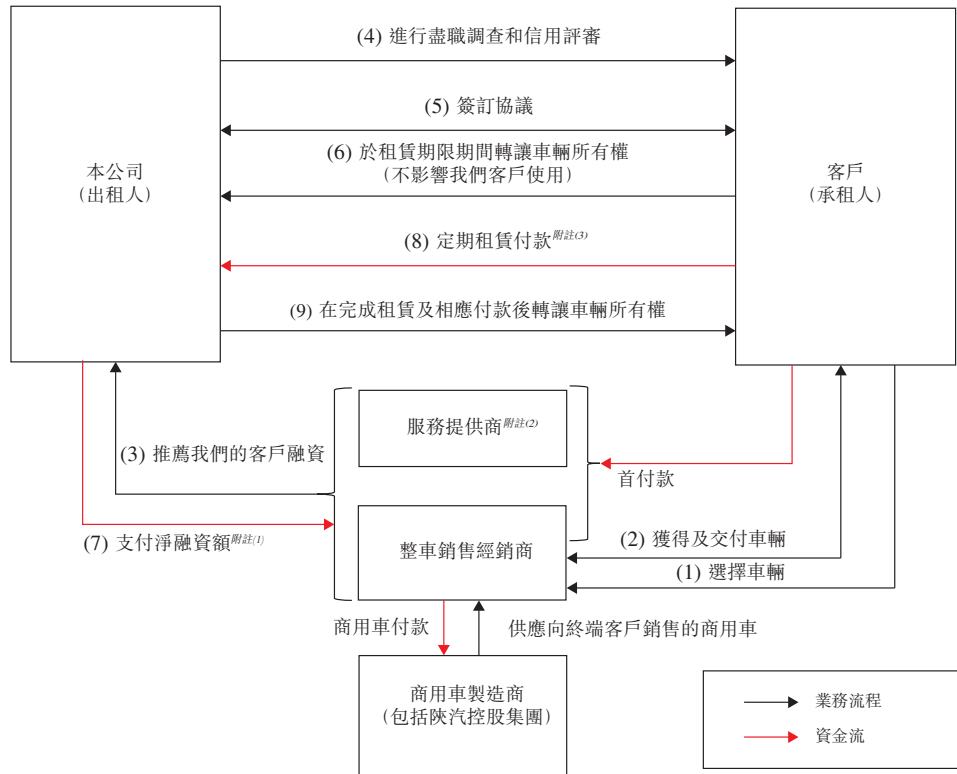 (4) 進行盡職調查和信用評審
(5) 簽訂協議
(6) 於租賃期限期間轉讓車輛所有權
(不影響我們客戶使用)
本公司
(出租人)
客戶
(承租人)
(8) 定期租賃付款附註(3)
(9) 在完成租賃及相應付款後轉讓車輛所有權
服務提供商附註(2)
(3) 推薦我們的客戶融資
首付款
(7) 支付淨融資額附註(1)
整車銷售經銷商
(2) 獲得及交付車輛
(1) 選擇車輛
商用車付款
供應向終端客戶銷售的商用車
商用車製造商
(包括陝汽控股集團)
業務流程
資金流